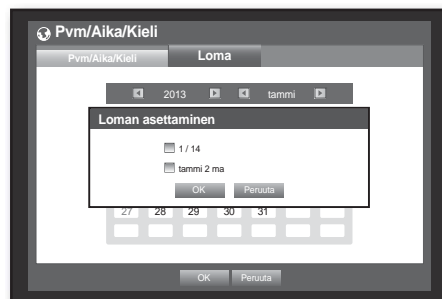 Pvm/Aika/Kieli
Pvm/Aika/Kieli Loma
2013 tammi
Loman asettaminen
1 / 14
tammi 2 ma
OK Peruuta
27 28 29 30 31
OK Peruuta